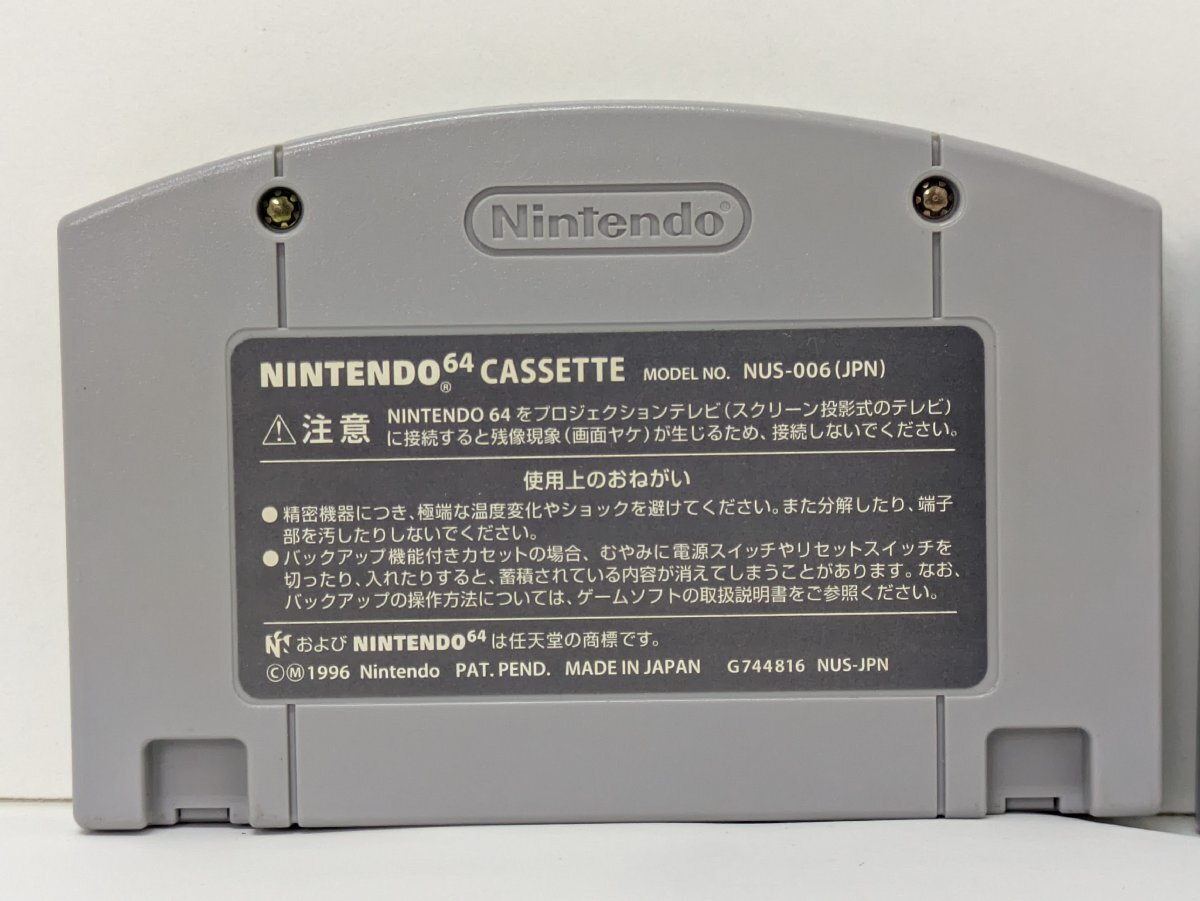 Nintendo®
NINTENDO®64 CASSETTE MODEL NO. NUS-006(JPN)
⚠注意 NINTENDO 64をプロジェクションテレビ(スクリーン投影式のテレビ)
に接続すると残像現象(画面ヤケ)が生じるため、接続しないでください。
使用上のおねがい
●精密機器につき、極端な温度変化やショックを避けてください。また分解したり、端子
部を汚したりしないでください。
●バックアップ機能付きカセットの場合、むやみに電源スイッチやリセットスイッチを
切ったり、入れたりすると、蓄積されている内容が消えてしまうことがあります。なお、
バックアップの操作方法については、ゲームソフトの取扱説明書をご参照ください。
および NINTENDO64 は任天堂の商標です。
ⒸⓂ1996 Nintendo PAT. PEND. MADE IN JAPAN G744816 NUS-JPN